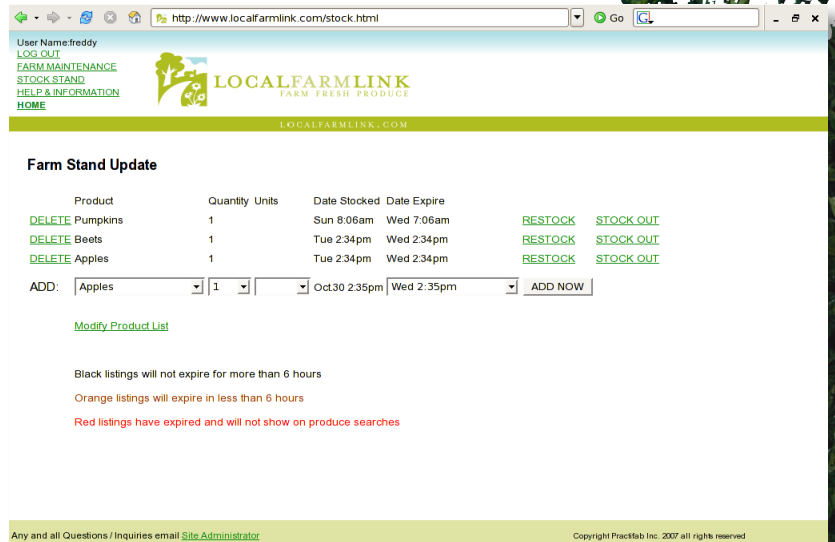 http://www.localfarmlink.com/stock.html Go G
User Name:freddy
LOG OUT
FARM MAINTENANCE
STOCK STAND
HELP & INFORMATION
HOME
LOCALFARMLINK
FARM FRESH PRODUCE
LOCALFARMLINK.COM
Farm Stand Update
Product Quantity Units Date Stocked Date Expire
DELETE Pumpkins 1 Sun 8:06am Wed 7:06am RESTOCK STOCK OUT
DELETE Beets 1 Tue 2:34pm Wed 2:34pm RESTOCK STOCK OUT
DELETE Apples 1 Tue 2:34pm Wed 2:34pm RESTOCK STOCK OUT
ADD: Apples 1 Oct.30 2:35pm Wed 2:35pm ADD NOW
Modify Product List
Black listings will not expire for more than 6 hours
Orange listings will expire in less than 6 hours
Red listings have expired and will not show on produce searches
Any and all Questions / Inquiries email Site Administrator Copyright Practifab Inc. 2007 all rights reserved